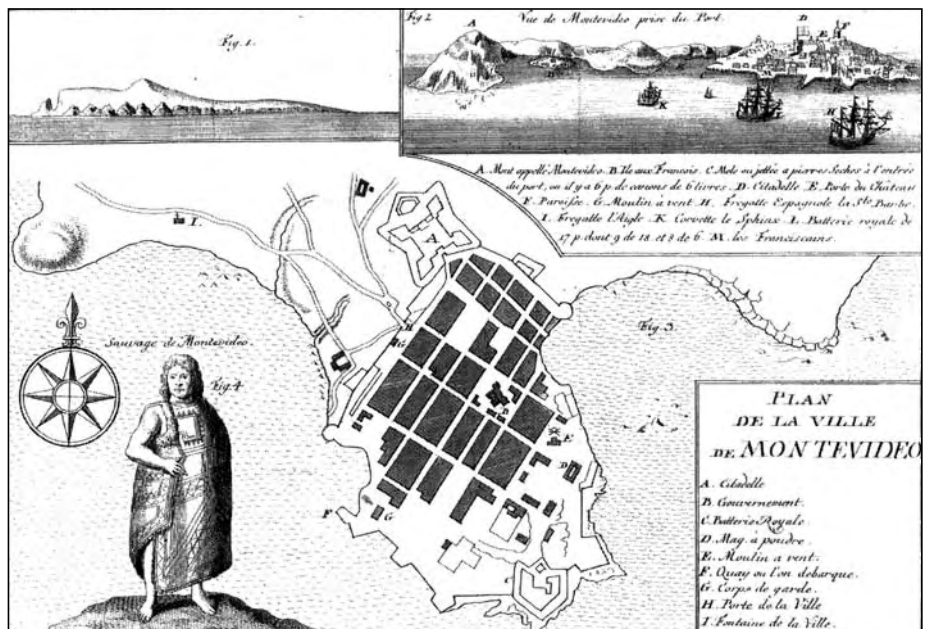 Fig. 1.
Fig 2. Vue de Montevideo prise du Port.
A
B
D
E
F
K
H
A. Mont appellé Montevideo. B. Ile aux Francois. C. Mole ou jettée a pierres Seches à l'entrée
du port, ou il y a 6 p. de canons de 6 livres. D. Citadelle. E. Porte du Château
F. Paroisse. G. Moulin à vent. H. Fregatte Espagnole la Ste Barbe.
I. Fregatte l'Aigle. K. Corvette le Sphinx. L. Batterie royale de
17 p. dont 9 de 18. et 8 de 6. M. les Franciscains.
I.
A
H
G
Fig. 3.
Sauvage de Montevideo.
Fig. 4
E
D
F
G
PLAN
DE LA VILLE
DE MONTEVIDEO
A. Citadelle
B. Gouvernement.
C. Batterie Royale.
D. Mag. à poudre.
E. Moulin a vent.
F. Quay ou l'on debarque.
G. Corps de garde.
H. Porte de la Ville
I. Fontaine de la Ville.